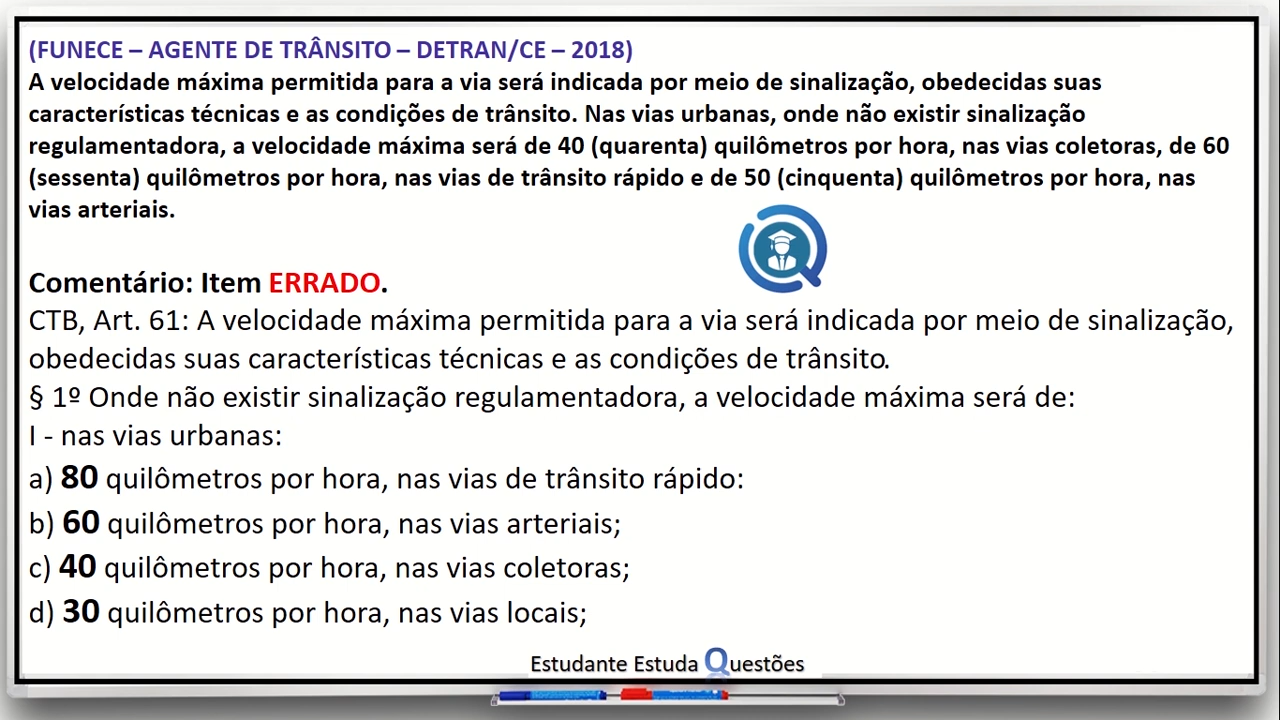 (FUNECE – AGENTE DE TRÂNSITO – DETRAN/CE – 2018)
A velocidade máxima permitida para a via será indicada por meio de sinalização, obedecidas suas
características técnicas e as condições de trânsito. Nas vias urbanas, onde não existir sinalização
regulamentadora, a velocidade máxima será de 40 (quarenta) quilômetros por hora, nas vias coletoras, de 60
(sessenta) quilômetros por hora, nas vias de trânsito rápido e de 50 (cinquenta) quilômetros por hora, nas
vias arteriais.
Comentário: Item ERRADO.
CTB, Art. 61: A velocidade máxima permitida para a via será indicada por meio de sinalização,
obedecidas suas características técnicas e as condições de trânsito.
§ 1º Onde não existir sinalização regulamentadora, a velocidade máxima será de:
I - nas vias urbanas:
a) 80 quilômetros por hora, nas vias de trânsito rápido:
b) 60 quilômetros por hora, nas vias arteriais;
c) 40 quilômetros por hora, nas vias coletoras;
d) 30 quilômetros por hora, nas vias locais;
Estudante Estuda Questões